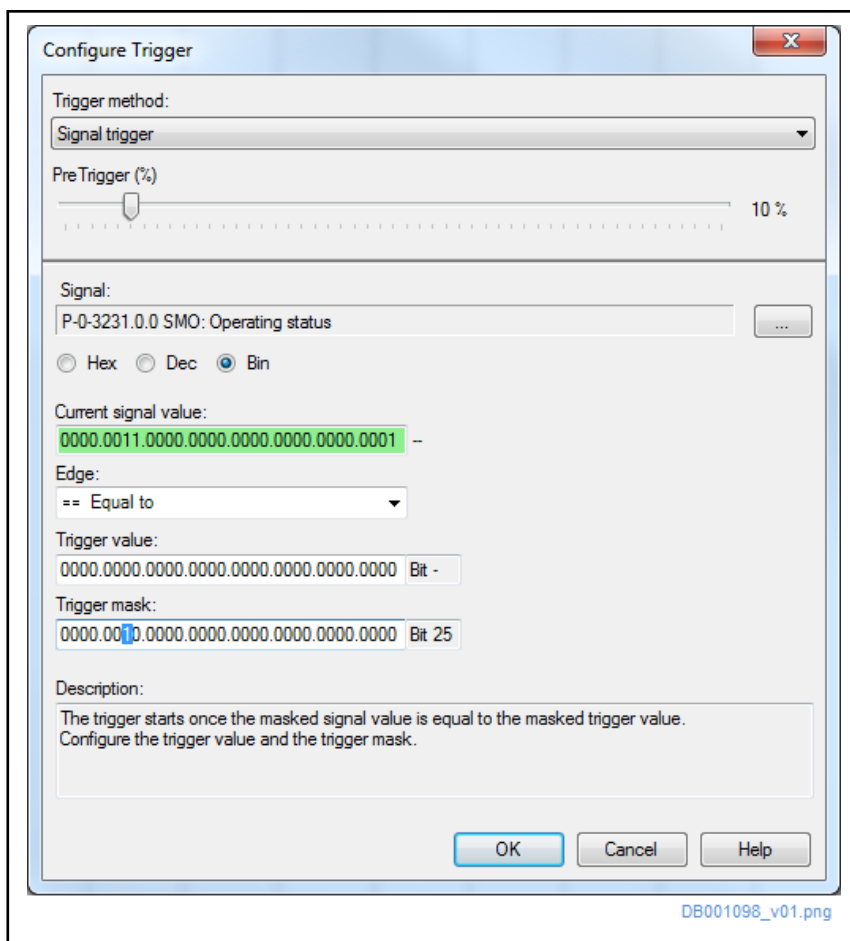 Configure Trigger
Trigger method:
Signal trigger
PreTrigger (%)
10 %
Signal:
P-0-3231.0.0 SMO: Operating status
...
Hex Dec Bin
Current signal value:
0000.0011.0000.0000.0000.0000.0000.0001 --
Edge:
== Equal to
Trigger value:
0000.0000.0000.0000.0000.0000.0000.0000 Bit -
Trigger mask:
0000.0010.0000.0000.0000.0000.0000.0000 Bit 25
Description:
The trigger starts once the masked signal value is equal to the masked trigger value.
Configure the trigger value and the trigger mask.
OK Cancel Help
DB001098_v01.png